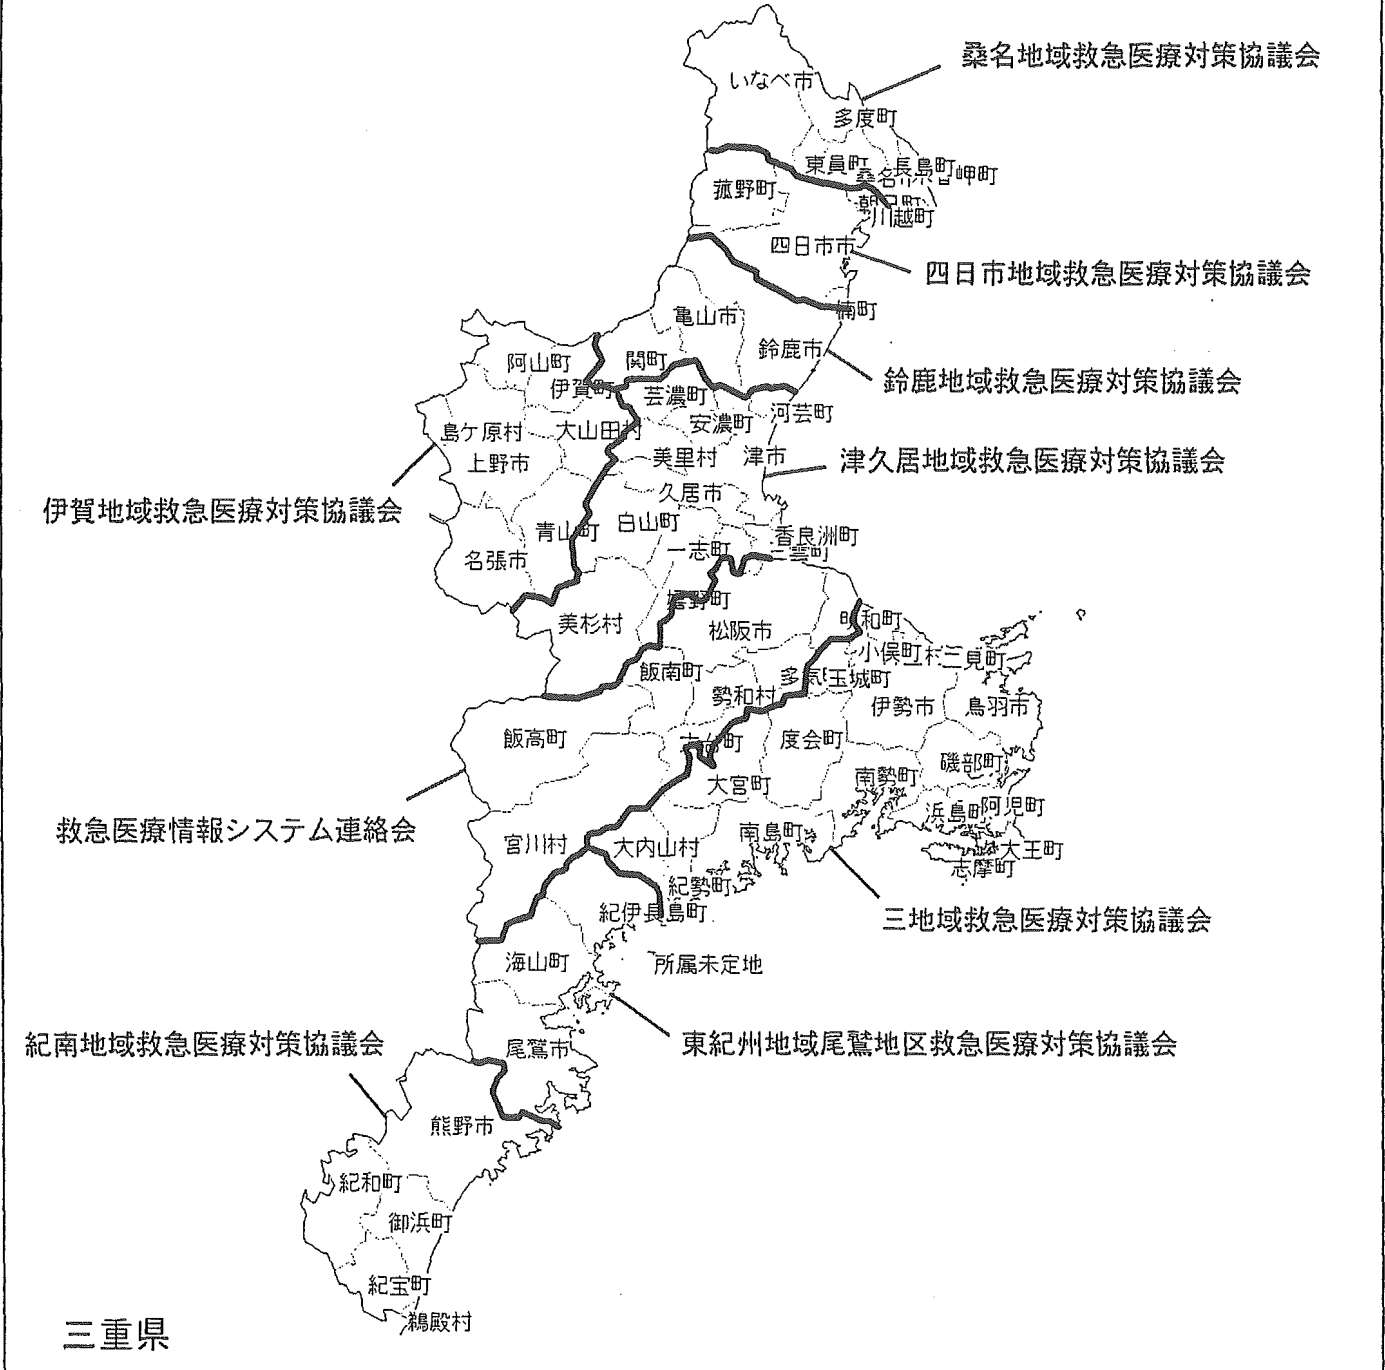 桑名地域救急医療対策協議会
いなべ市
多度町
東員町
長島町
桑名
岬町
菰野町
川越町
四日市市
四日市地域救急医療対策協議会
楠町
亀山市
鈴鹿市
阿山町
関町
鈴鹿地域救急医療対策協議会
伊賀町
芸濃町
河芸町
安濃町
島ケ原村
大山田村
美里村
津市
津久居地域救急医療対策協議会
上野市
久居市
伊賀地域救急医療対策協議会
青山町
白山町
香良洲町
一志町
三雲町
名張市
嬉野町
美杉村
松阪市
明和町
小俣町
二見町
飯南町
多気
玉城町
勢和村
伊勢市
鳥羽市
飯高町
大台町
度会町
磯部町
大宮町
南勢町
浜島町
阿児町
救急医療情報システム連絡会
宮川村
大内山村
南島町
大王町
志摩町
紀勢町
紀伊長島町
三地域救急医療対策協議会
海山町
所属未定地
紀南地域救急医療対策協議会
尾鷲市
東紀州地域尾鷲地区救急医療対策協議会
熊野市
紀和町
御浜町
紀宝町
鵜殿村
三重県